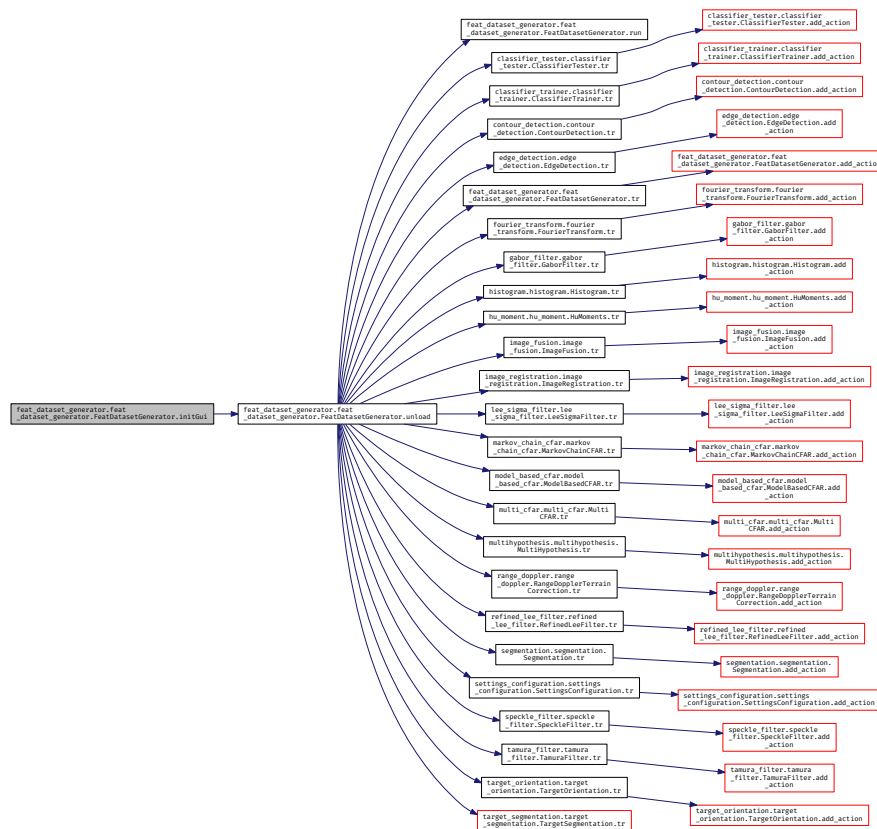 feat_dataset_generator.feat
_dataset_generator.FeatDatasetGenerator.initGui
feat_dataset_generator.feat
_dataset_generator.FeatDatasetGenerator.unload
feat_dataset_generator.feat
_dataset_generator.FeatDatasetGenerator.run
classifier_tester.classifier
_tester.ClassifierTester.tr
classifier_tester.classifier
_tester.ClassifierTester.add_action
classifier_trainer.classifier
_trainer.ClassifierTrainer.tr
classifier_trainer.classifier
_trainer.ClassifierTrainer.add_action
contour_detection.contour
_detection.ContourDetection.tr
contour_detection.contour
_detection.ContourDetection.add_action
edge_detection.edge
_detection.EdgeDetection.tr
edge_detection.edge
_detection.EdgeDetection.add
_action
feat_dataset_generator.feat
_dataset_generator.FeatDatasetGenerator.tr
feat_dataset_generator.feat
_dataset_generator.FeatDatasetGenerator.add_action
fourier_transform.fourier
_transform.FourierTransform.tr
fourier_transform.fourier
_transform.FourierTransform.add_action
gabor_filter.gabor
_filter.GaborFilter.tr
gabor_filter.gabor
_filter.GaborFilter.add
_action
histogram.histogram.Histogram.tr
histogram.histogram.Histogram.add
_action
hu_moment.hu_moment.HuMoments.tr
hu_moment.hu_moment.HuMoments.add
_action
image_fusion.image
_fusion.ImageFusion.tr
image_fusion.image
_fusion.ImageFusion.add
_action
image_registration.image
_registration.ImageRegistration.tr
image_registration.image
_registration.ImageRegistration.add_action
lee_sigma_filter.lee
_sigma_filter.LeeSigmaFilter.tr
lee_sigma_filter.lee
_sigma_filter.LeeSigmaFilter.add
_action
markov_chain_cfar.markov
_chain_cfar.MarkovChainCFAR.tr
markov_chain_cfar.markov
_chain_cfar.MarkovChainCFAR.add_action
model_based_cfar.model
_based_cfar.ModelBasedCFAR.tr
model_based_cfar.model
_based_cfar.ModelBasedCFAR.add
_action
multi_cfar.multi_cfar.Multi
CFAR.tr
multi_cfar.multi_cfar.Multi
CFAR.add_action
multihypothesis.multihypothesis.
MultiHypothesis.tr
multihypothesis.multihypothesis.
MultiHypothesis.add_action
range_doppler.range
_doppler.RangeDopplerTerrain
Correction.tr
range_doppler.range
_doppler.RangeDopplerTerrain
Correction.add_action
refined_lee_filter.refined
_lee_filter.RefinedLeeFilter.tr
refined_lee_filter.refined
_lee_filter.RefinedLeeFilter.add_action
segmentation.segmentation.
Segmentation.tr
segmentation.segmentation.
Segmentation.add_action
settings_configuration.settings
_configuration.SettingsConfiguration.tr
settings_configuration.settings
_configuration.SettingsConfiguration.add_action
speckle_filter.speckle
_filter.SpeckleFilter.tr
speckle_filter.speckle
_filter.SpeckleFilter.add
_action
tamura_filter.tamura
_filter.TamuraFilter.tr
tamura_filter.tamura
_filter.TamuraFilter.add
_action
target_orientation.target
_orientation.TargetOrientation.tr
target_orientation.target
_orientation.TargetOrientation.add_action
target_segmentation.target
_segmentation.TargetSegmentation.tr